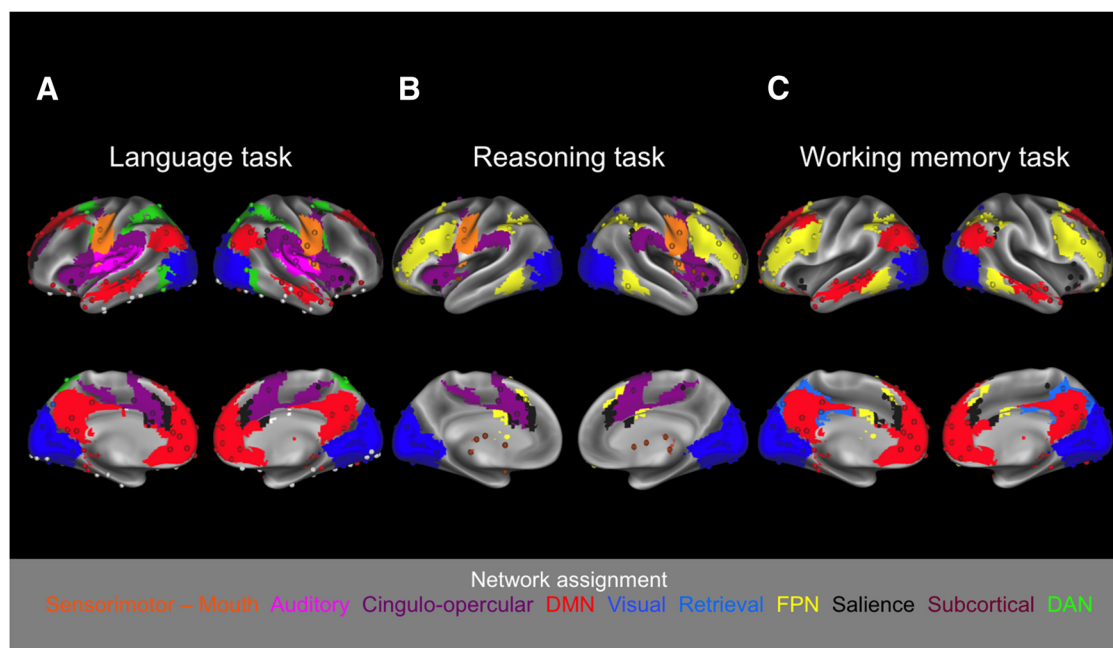 A B C
Language task Reasoning task Working memory task
Network assignment
Sensorimotor – Mouth Auditory Cingulo-opercular DMN Visual Retrieval FPN Salience Subcortical DAN